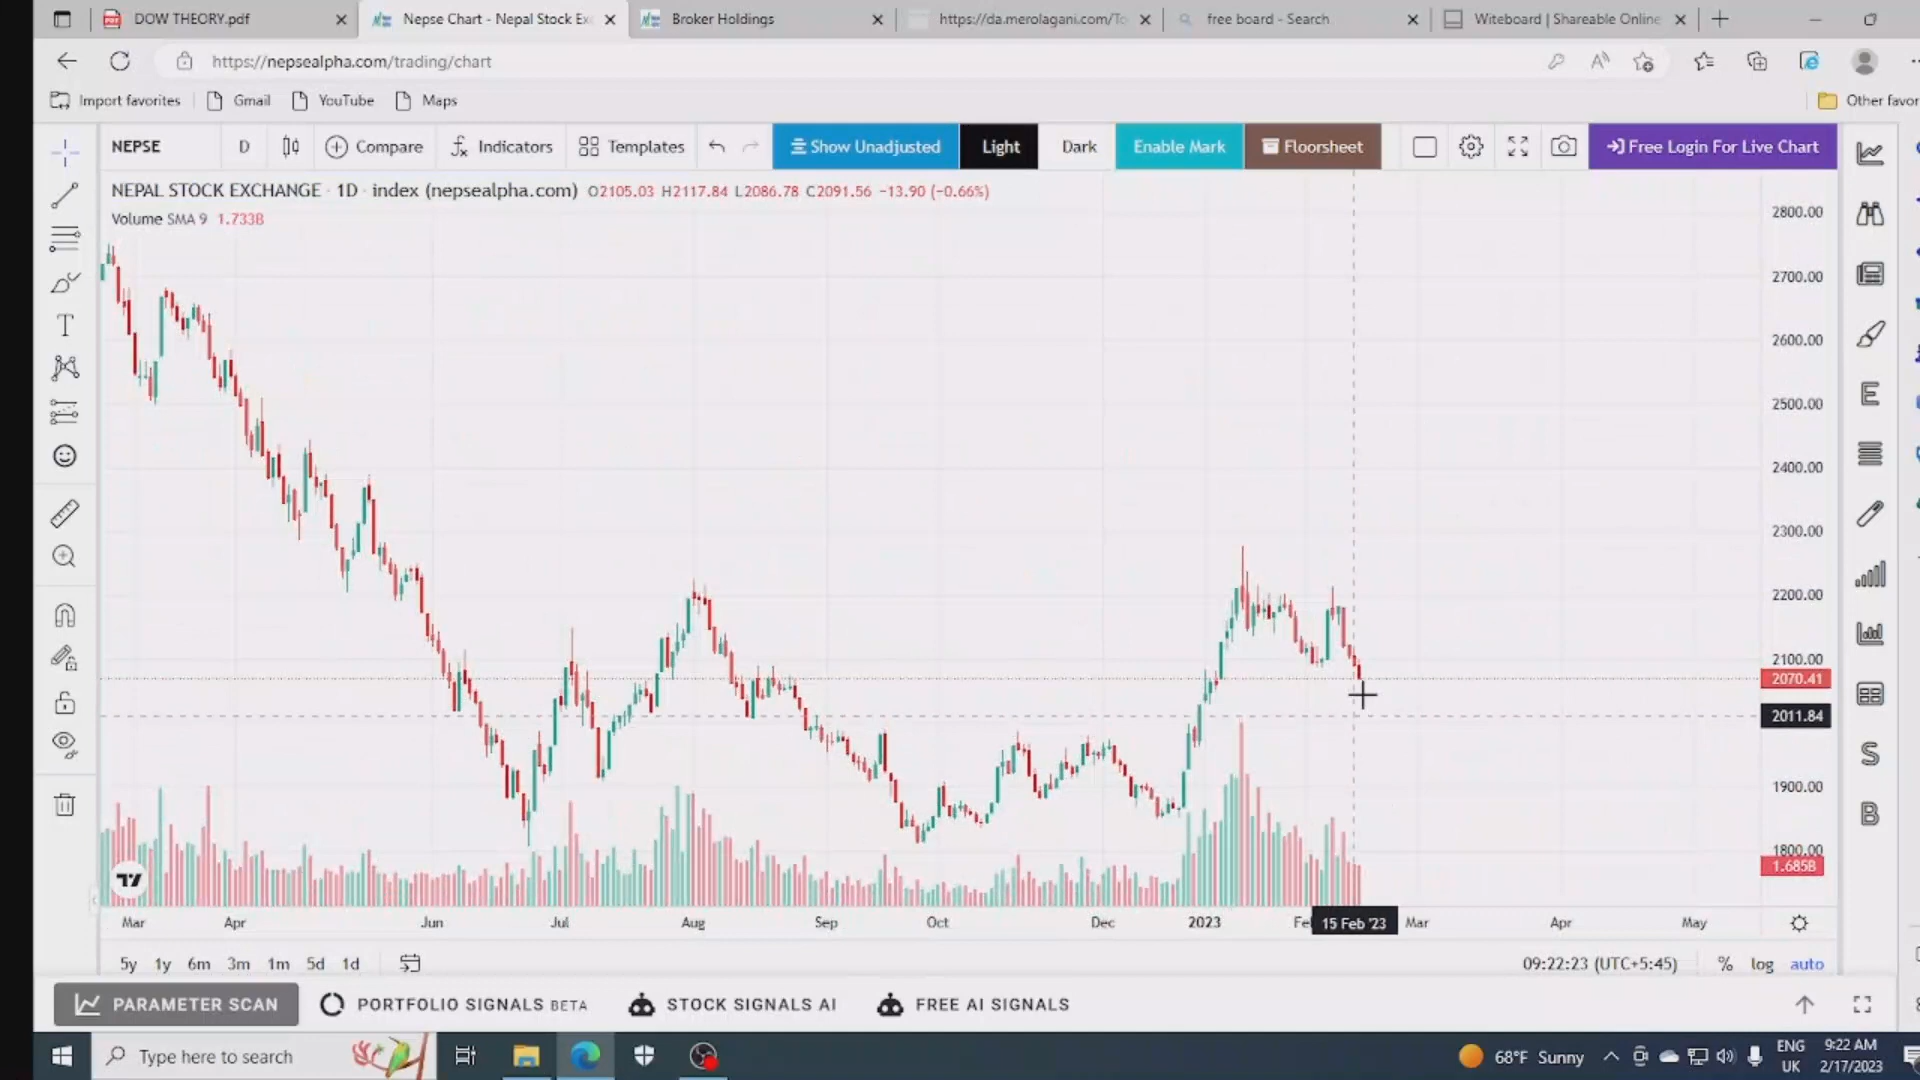 DOW THEORY.pdf
Nepse Chart - Nepal Stock Ex
Broker Holdings
https://da.merolagani.com/To
free board - Search
Witeboard | Shareable Online
https://nepsealpha.com/trading/chart
Import favorites
Gmail
YouTube
Maps
Other favor
NEPSE
D
Compare
Indicators
Templates
Show Unadjusted
Light
Dark
Enable Mark
Floorsheet
Free Login For Live Chart
NEPAL STOCK EXCHANGE · 1D · index (nepsealpha.com) O2105.03 H2117.84 L2086.78 C2091.56 −13.90 (−0.66%)
Volume SMA 9 1.733B
2800.00
2700.00
2600.00
2500.00
2400.00
2300.00
2200.00
2100.00
2070.41
2011.84
1900.00
1800.00
1.685B
E
S
B
T
Mar
Apr
Jun
Jul
Aug
Sep
Oct
Dec
2023
Fe
15 Feb '23
Mar
Apr
May
5y 1y 6m 3m 1m 5d 1d
09:22:23 (UTC+5:45)
% log auto
PARAMETER SCAN
PORTFOLIO SIGNALS BETA
STOCK SIGNALS AI
FREE AI SIGNALS
Type here to search
68°F Sunny
ENG
UK
9:22 AM
2/17/2023